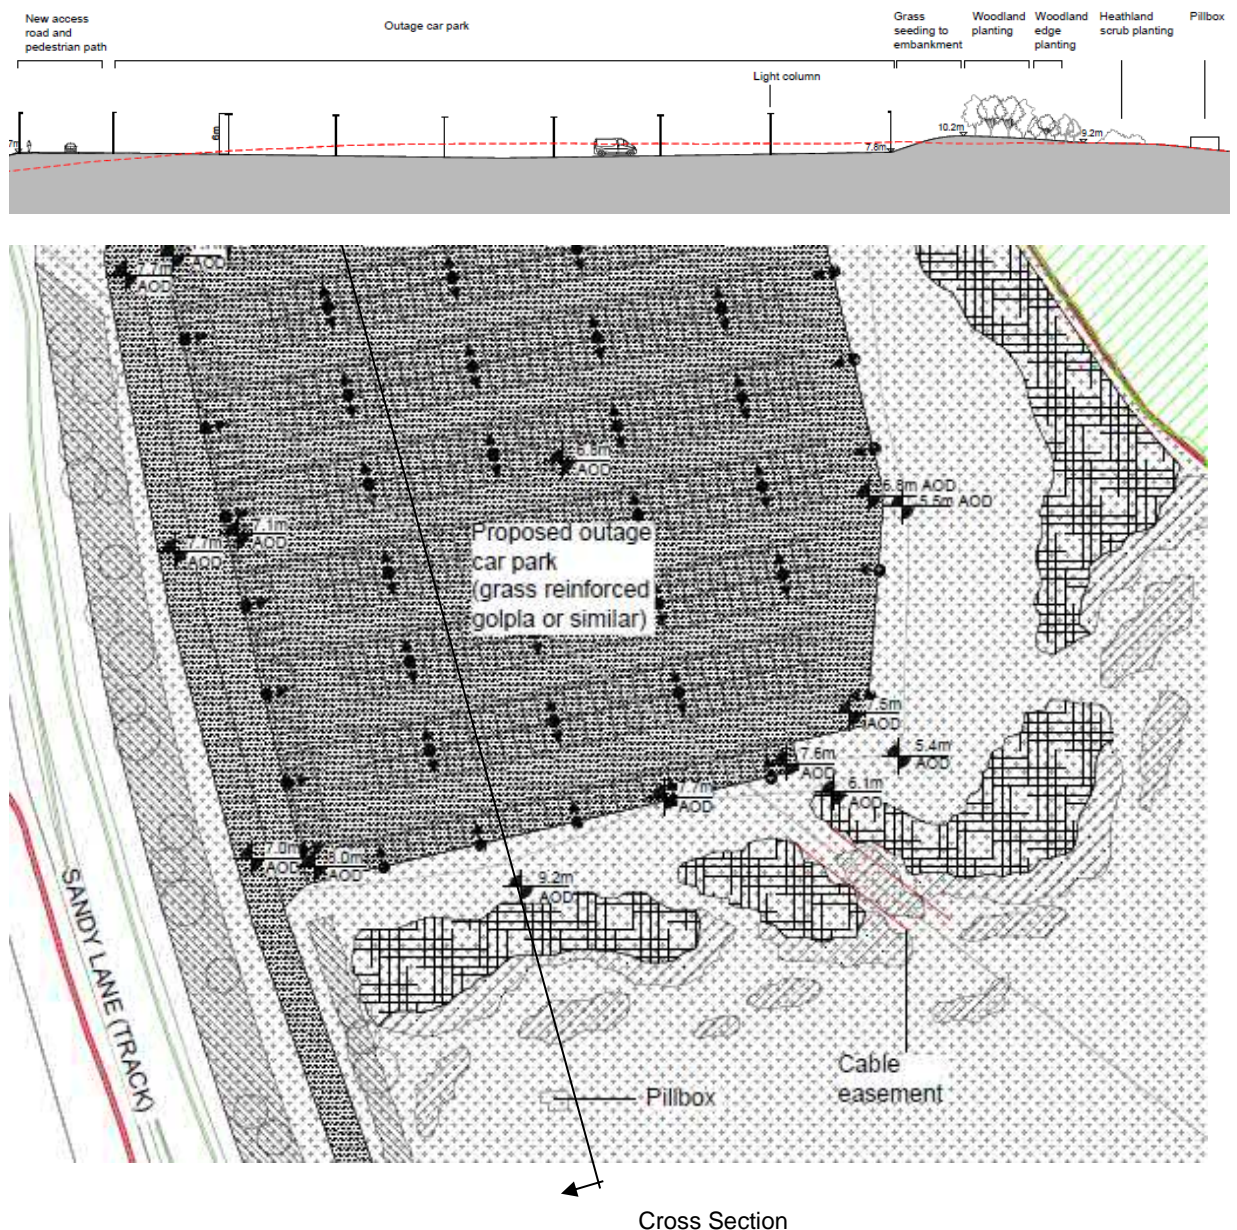 New access
road and
pedestrian path
Outage car park
Grass
seeding to
embankment
Woodland
planting
Woodland
edge
planting
Heathland
scrub planting
Pillbox
Light column
6m
10.2m
9.2m
7.8m
7.7m
AOD
AOD
6.8m
AOD
6.8m AOD
5.5m AOD
7.1m
AOD
7.7m
AOD
Proposed outage
car park
(grass reinforced
golpla or similar)
7.5m
AOD
7.6m
AOD
5.4m
AOD
7.7m
AOD
6.1m
AOD
7.0m
AOD
8.0m
AOD
9.2m
AOD
SANDY LANE (TRACK)
Cable
easement
Pillbox
Cross Section